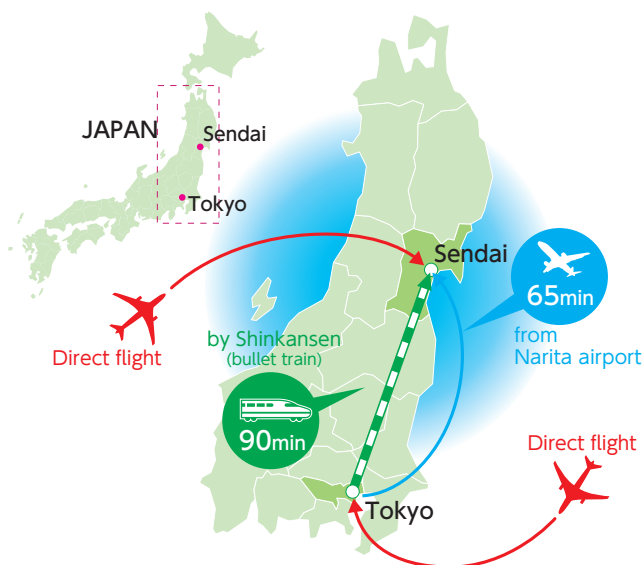 JAPAN
Sendai
Tokyo
Sendai
65min
from
Narita airport
Direct flight
by Shinkansen
(bullet train)
90min
Direct flight
Tokyo